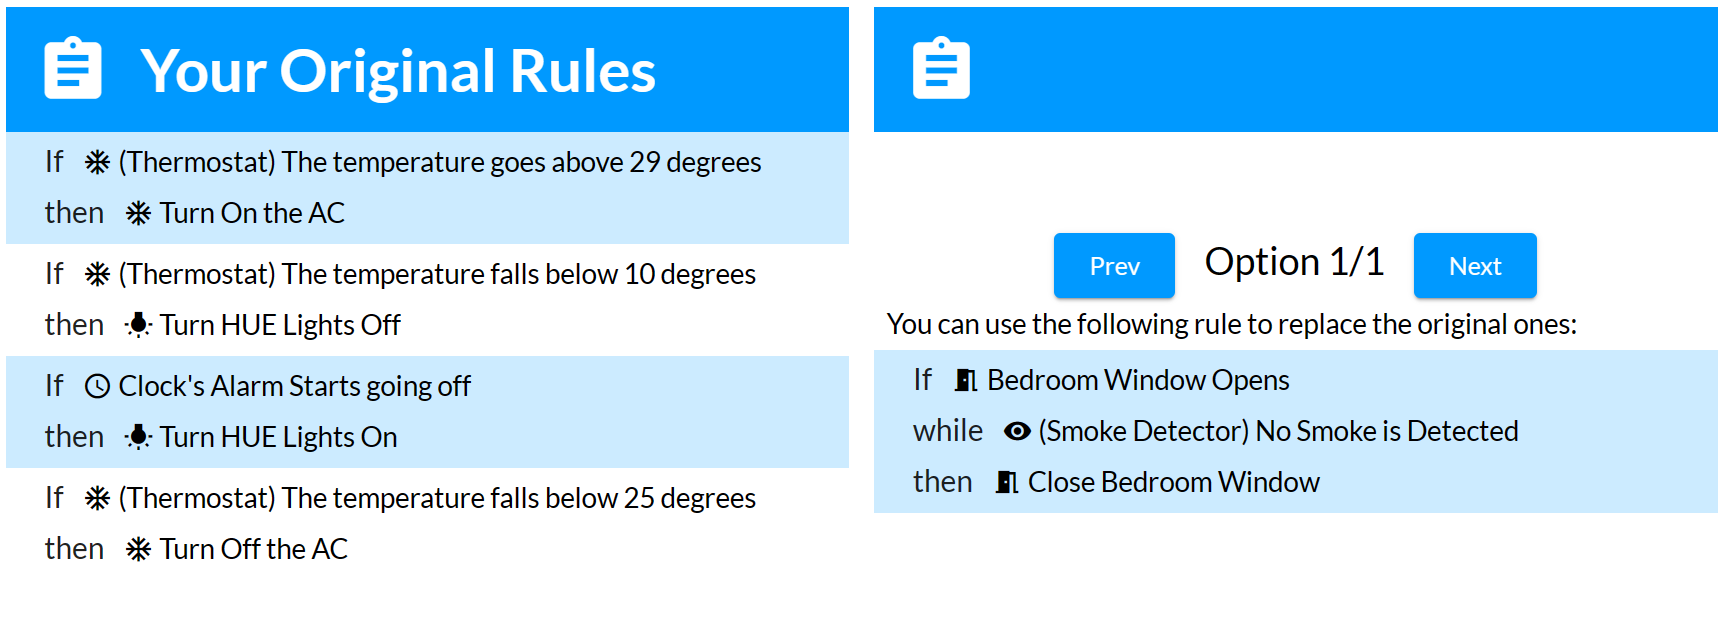 Your Original Rules
If (Thermostat) The temperature goes above 29 degrees
then Turn On the AC
If (Thermostat) The temperature falls below 10 degrees
then Turn HUE Lights Off
If Clock's Alarm Starts going off
then Turn HUE Lights On
If (Thermostat) The temperature falls below 25 degrees
then Turn Off the AC
Prev Option 1/1 Next
You can use the following rule to replace the original ones:
If Bedroom Window Opens
while (Smoke Detector) No Smoke is Detected
then Close Bedroom Window